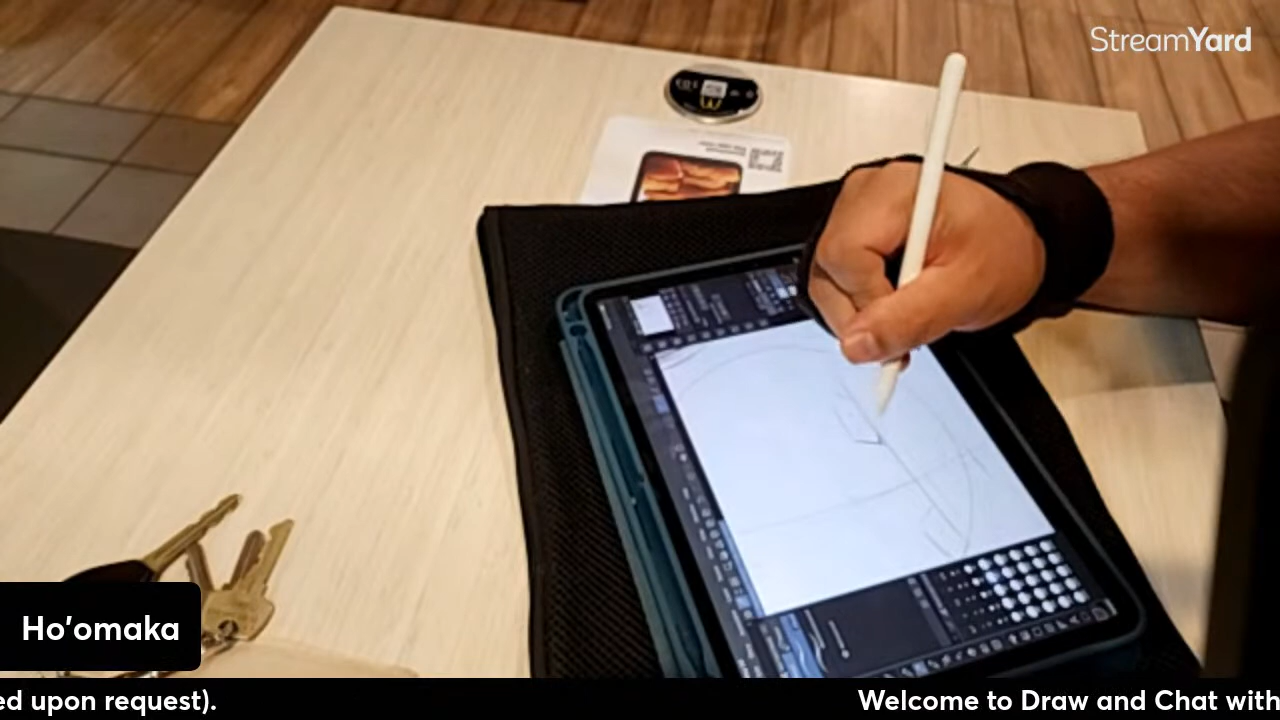 StreamYard
Ho'omaka
ed upon request).
Welcome to Draw and Chat with